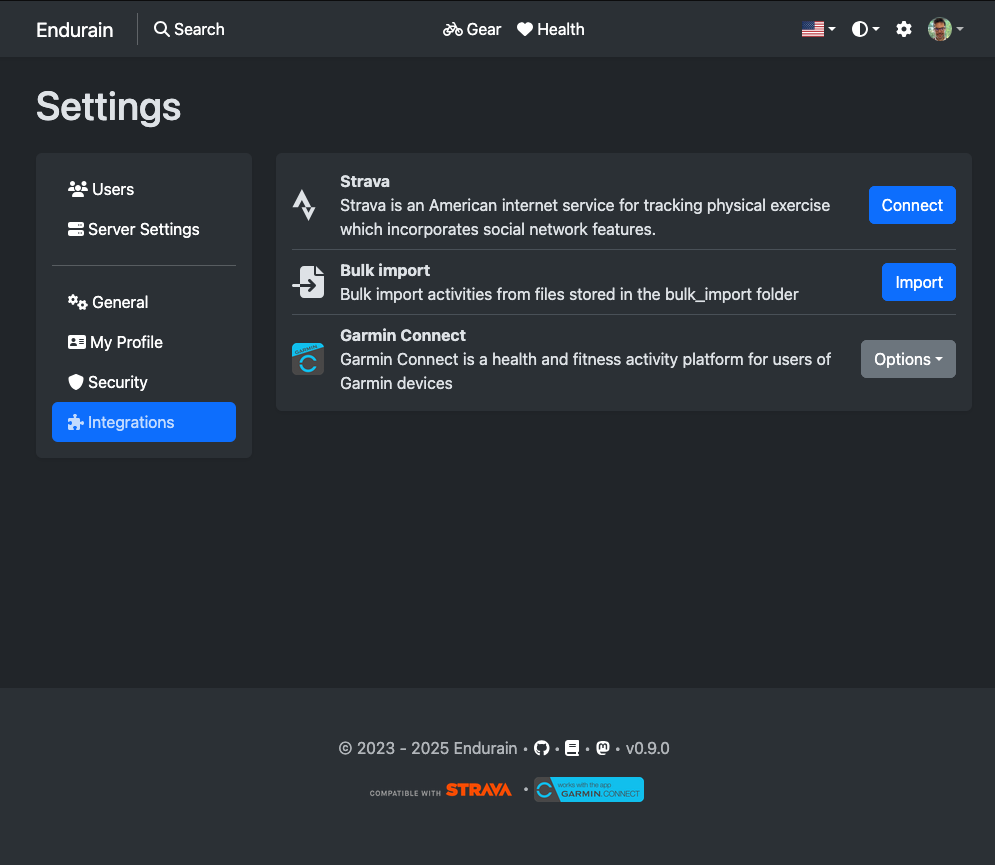 Endurain
Search
Gear
Health
Settings
Users
Server Settings
General
My Profile
Security
Integrations
Strava
Strava is an American internet service for tracking physical exercise
which incorporates social network features.
Connect
Bulk import
Bulk import activities from files stored in the bulk_import folder
Import
Garmin Connect
Garmin Connect is a health and fitness activity platform for users of
Garmin devices
Options
© 2023 - 2025 Endurain • • • • v0.9.0
COMPATIBLE WITH STRAVA •
works with the app
GARMIN.CONNECT